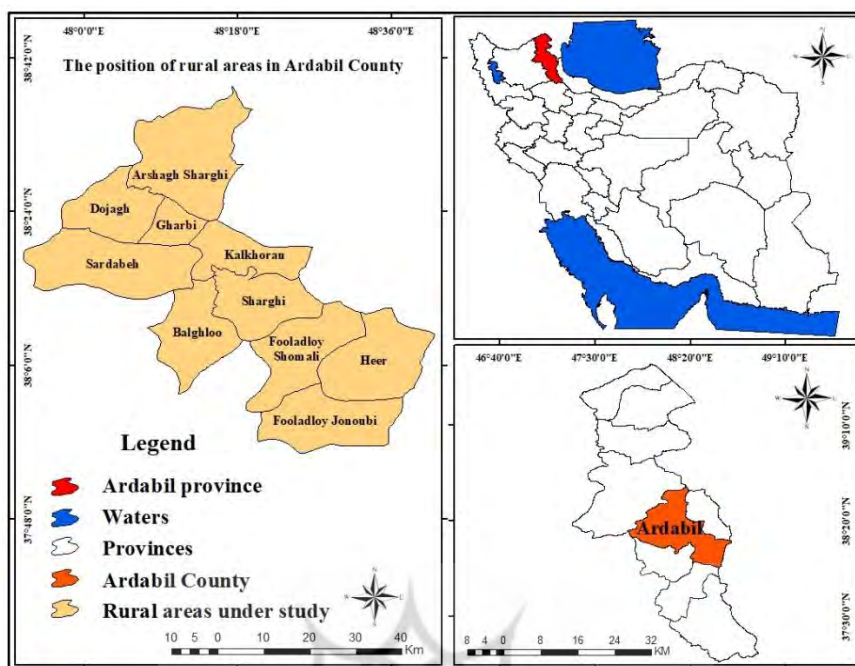 48°0'0"E 48°18'0"E 48°36'0"E
The position of rural areas in Ardabil County
38°42'0"N
38°24'0"N
38°6'0"N
37°48'0"N
Arshagh Sharghi
Dojagh
Gharbi
Kalkhoran
Sardabeh
Sharghi
Balghloo
Fooladloy
Shomali
Heer
Fooladloy Jonoubi
Legend
Ardabil province
Waters
Provinces
Ardabil County
Rural areas under study
10 5 0 10 20 30 40
Km
46°40'0"E 47°30'0"E 48°20'0"E 49°10'0"E
39°10'0"N
38°20'0"N
37°30'0"N
Ardabil
8 4 0 8 16 24 32
KM